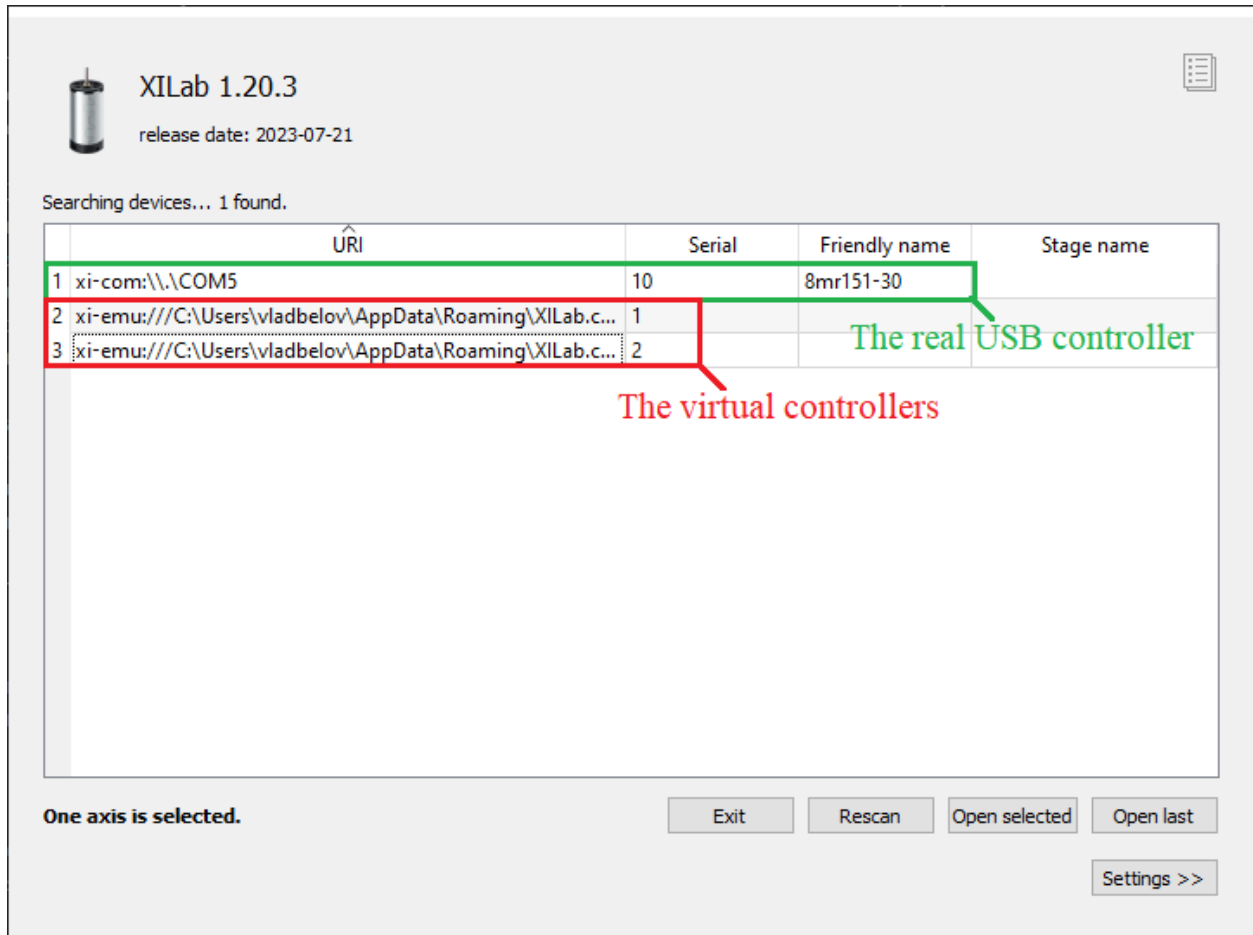 XILab 1.20.3
release date: 2023-07-21
Searching devices... 1 found.
URI Serial Friendly name Stage name
1 xi-com:\\.\COM5 10 8mr151-30
2 xi-emu:///C:\Users\vladbelov\AppData\Roaming\XILab.c... 1
3 xi-emu:///C:\Users\vladbelov\AppData\Roaming\XILab.c... 2
The real USB controller
The virtual controllers
One axis is selected. Exit Rescan Open selected Open last
Settings >>